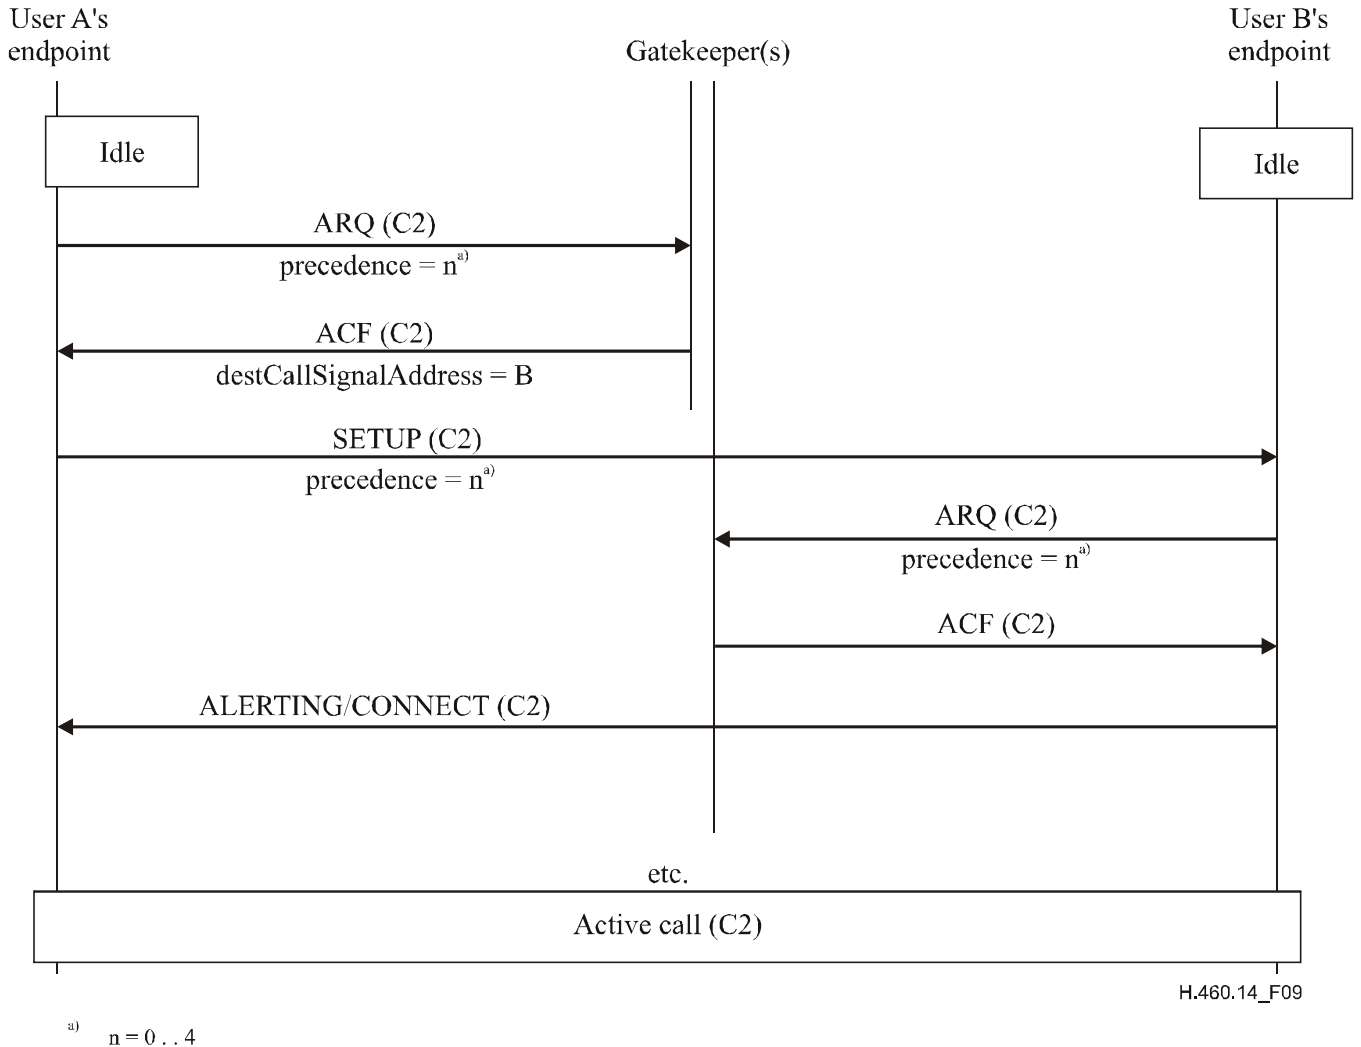 User A's
endpoint
Gatekeeper(s)
User B's
endpoint
Idle
Idle
ARQ (C2)
precedence = n a)
ACF (C2)
destCallSignalAddress = B
SETUP (C2)
precedence = n a)
ARQ (C2)
precedence = n a)
ACF (C2)
ALERTING/CONNECT (C2)
etc.
Active call (C2)
H.460.14_F09
a) n = 0 . . 4